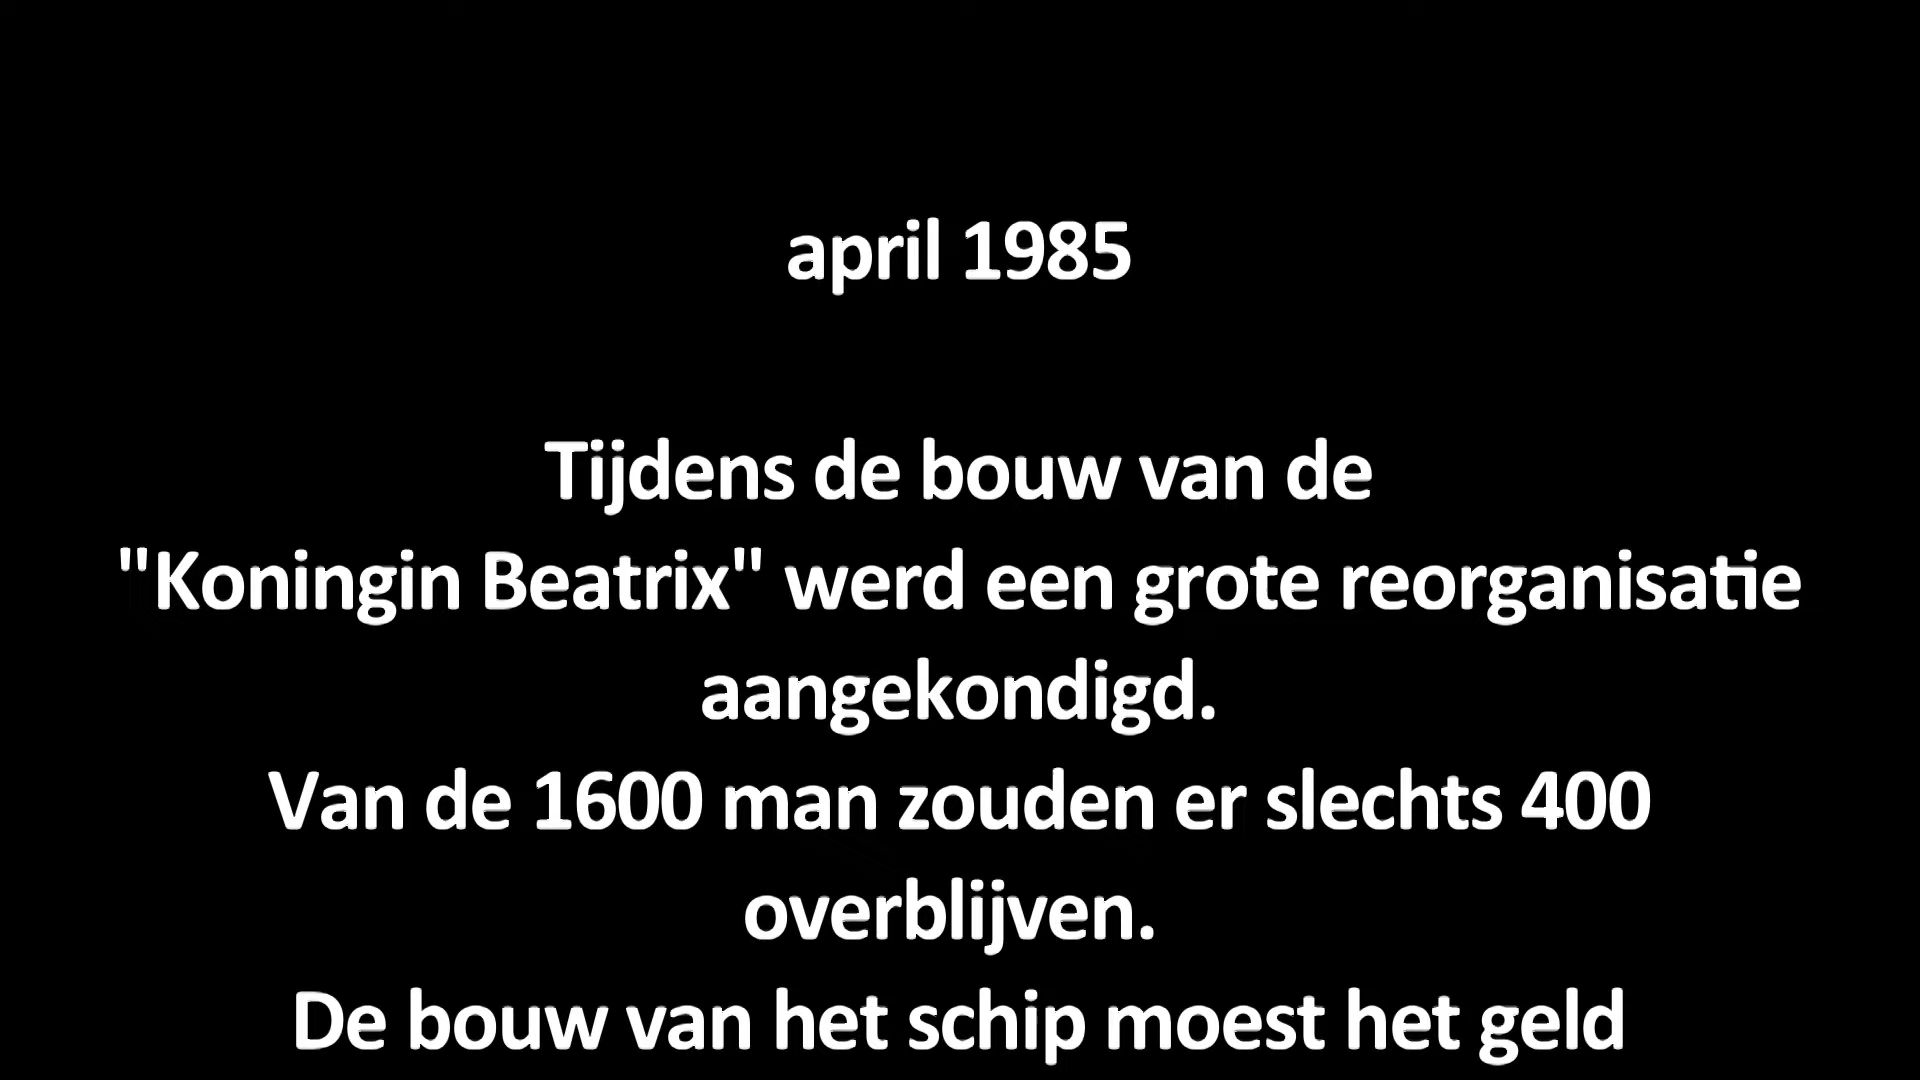 april 1985
Tijdens de bouw van de
"Koningin Beatrix" werd een grote reorganisatie
aangekondigd.
Van de 1600 man zouden er slechts 400
overblijven.
De bouw van het schip moest het geld